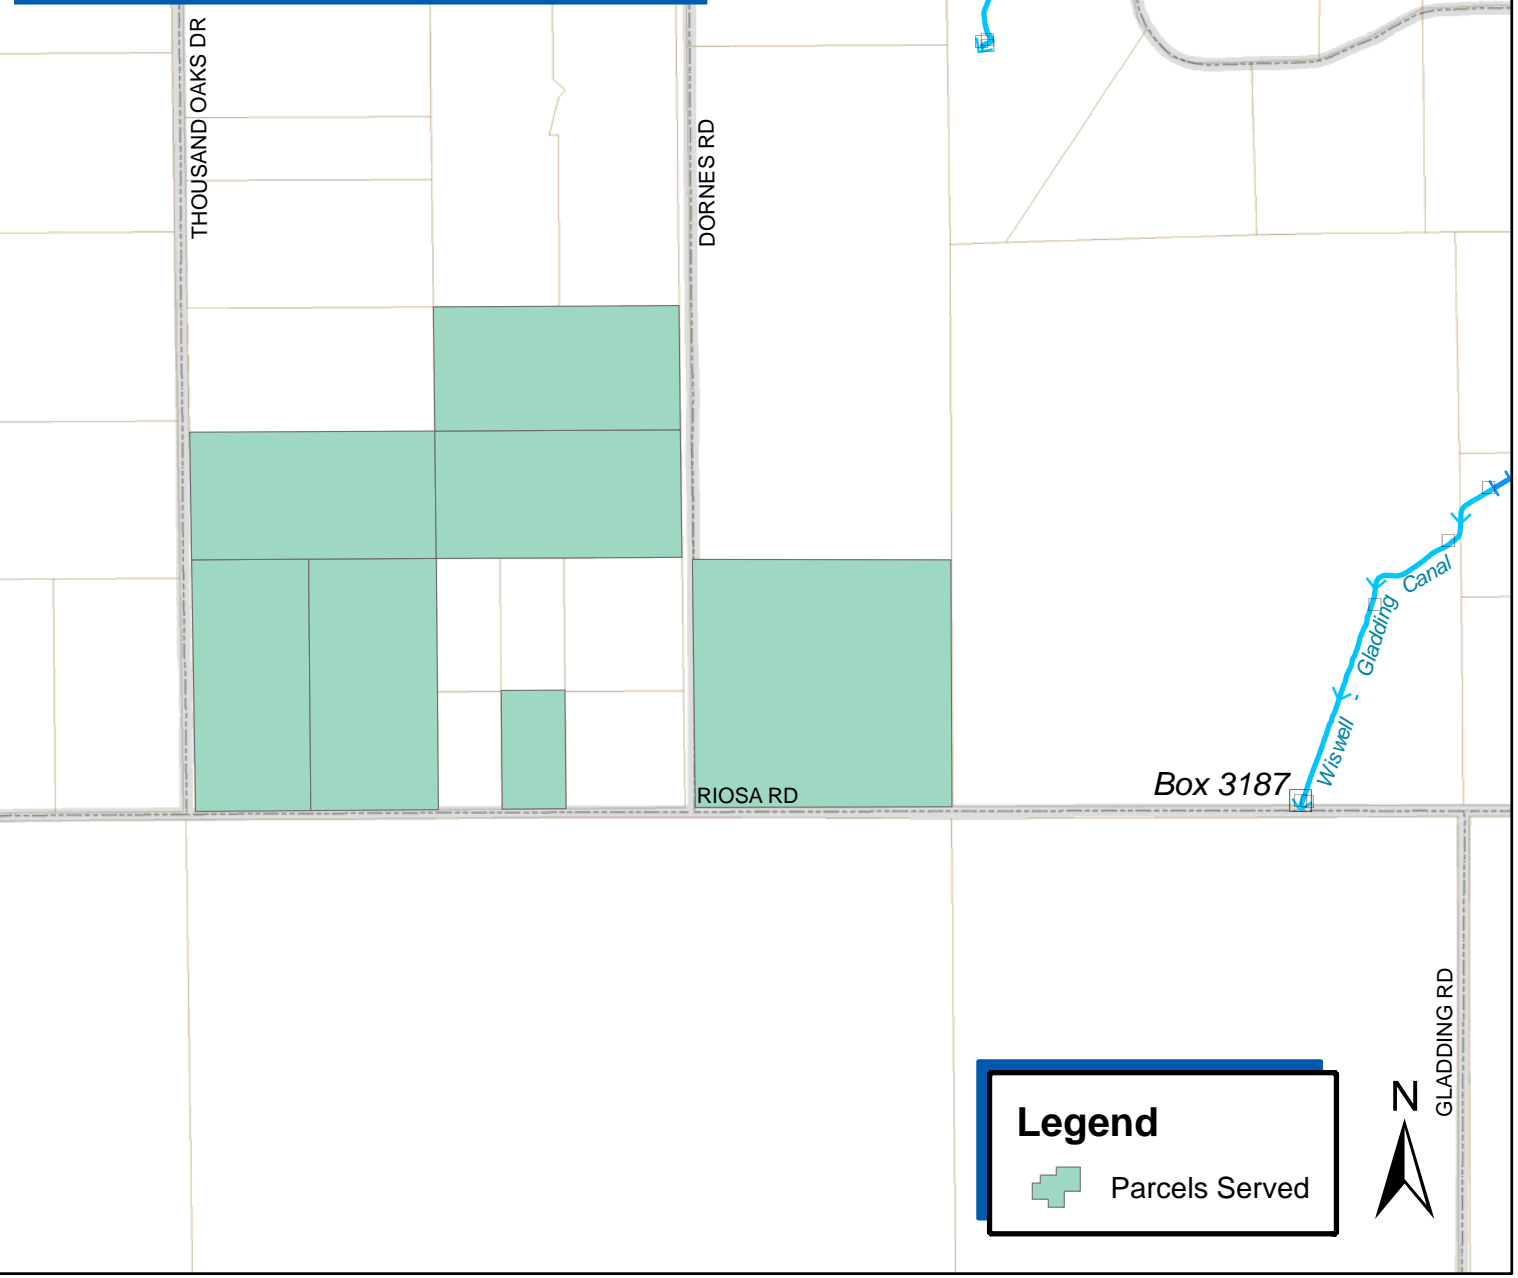 THOUSAND OAKS DR
DORNES RD
Wiswell - Gladding Canal
Box 3187
RIOSA RD
GLADDING RD
N
Legend
Parcels Served